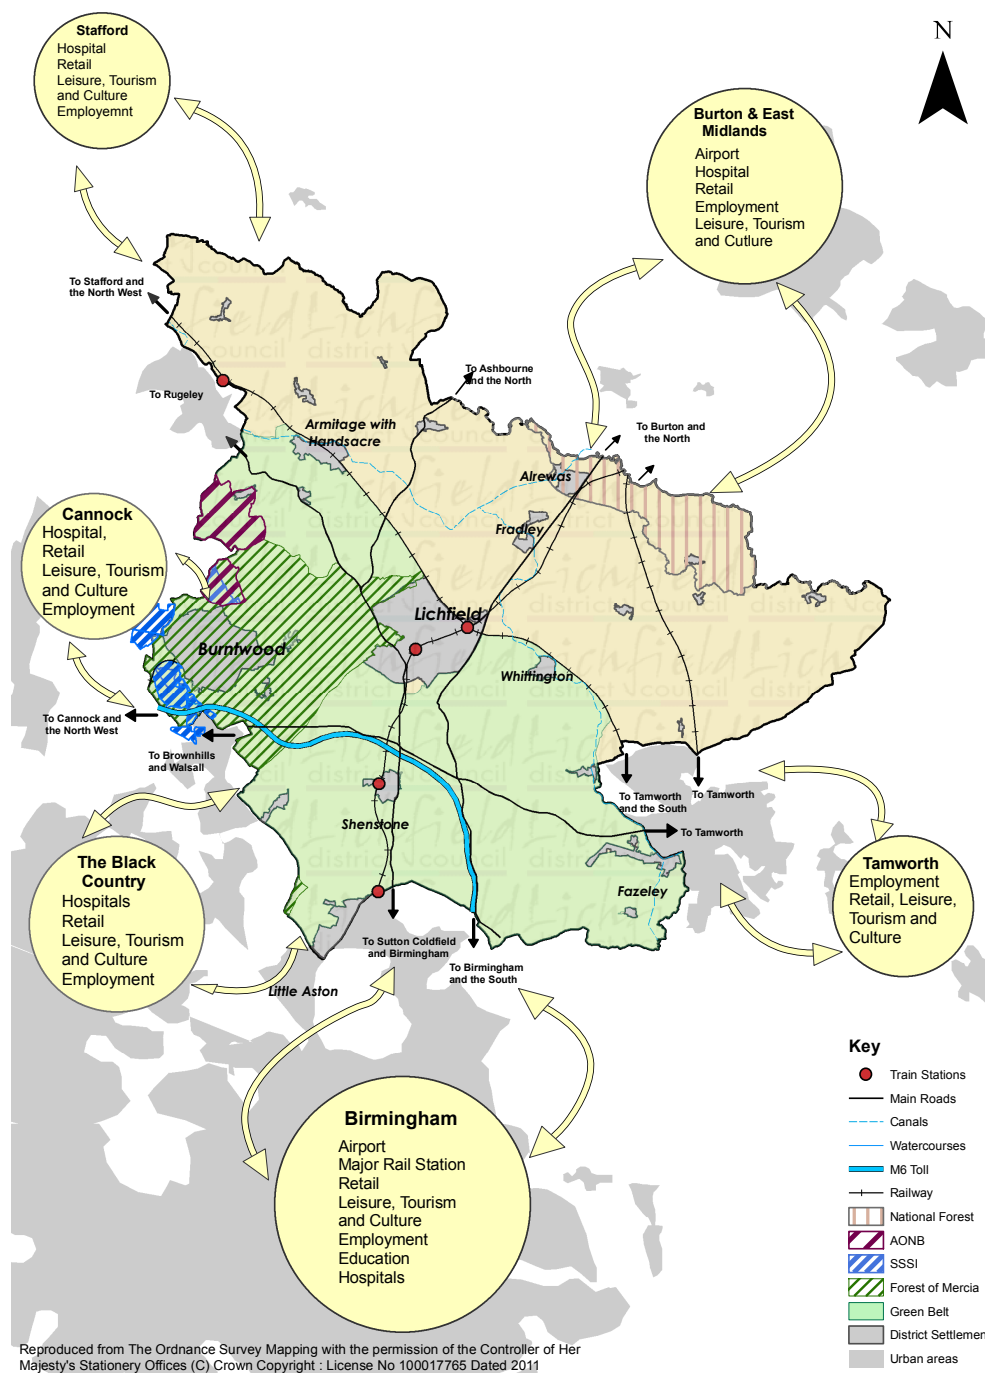 Stafford
Hospital
Retail
Leisure, Tourism
and Culture
Employemnt
N
Burton & East
Midlands
Airport
Hospital
Retail
Employment
Leisure, Tourism
and Cutlure
To Stafford and
the North West
To Rugeley
To Ashbourne
and the North
To Burton and
the North
Armitage with
Handsacre
Alrewas
Fradley
Cannock
Hospital,
Retail
Leisure, Tourism
and Culture
Employment
Lichfield
Burntwood
Whittington
To Cannock and
the North West
To Brownhills
and Walsall
To Tamworth
and the South
To Tamworth
To Tamworth
Shenstone
Fazeley
The Black
Country
Hospitals
Retail
Leisure, Tourism
and Culture
Employment
Tamworth
Employment
Retail, Leisure,
Tourism and
Culture
To Sutton Coldfield
and Birmingham
To Birmingham
and the South
Little Aston
Birmingham
Airport
Major Rail Station
Retail
Leisure, Tourism
and Culture
Employment
Education
Hospitals
Key
Train Stations
Main Roads
Canals
Watercourses
M6 Toll
Railway
National Forest
AONB
SSSI
Forest of Mercia
Green Belt
District Settlemen
Urban areas
Reproduced from The Ordnance Survey Mapping with the permission of the Controller of Her
Majesty's Stationery Offices (C) Crown Copyright : License No 100017765 Dated 2011